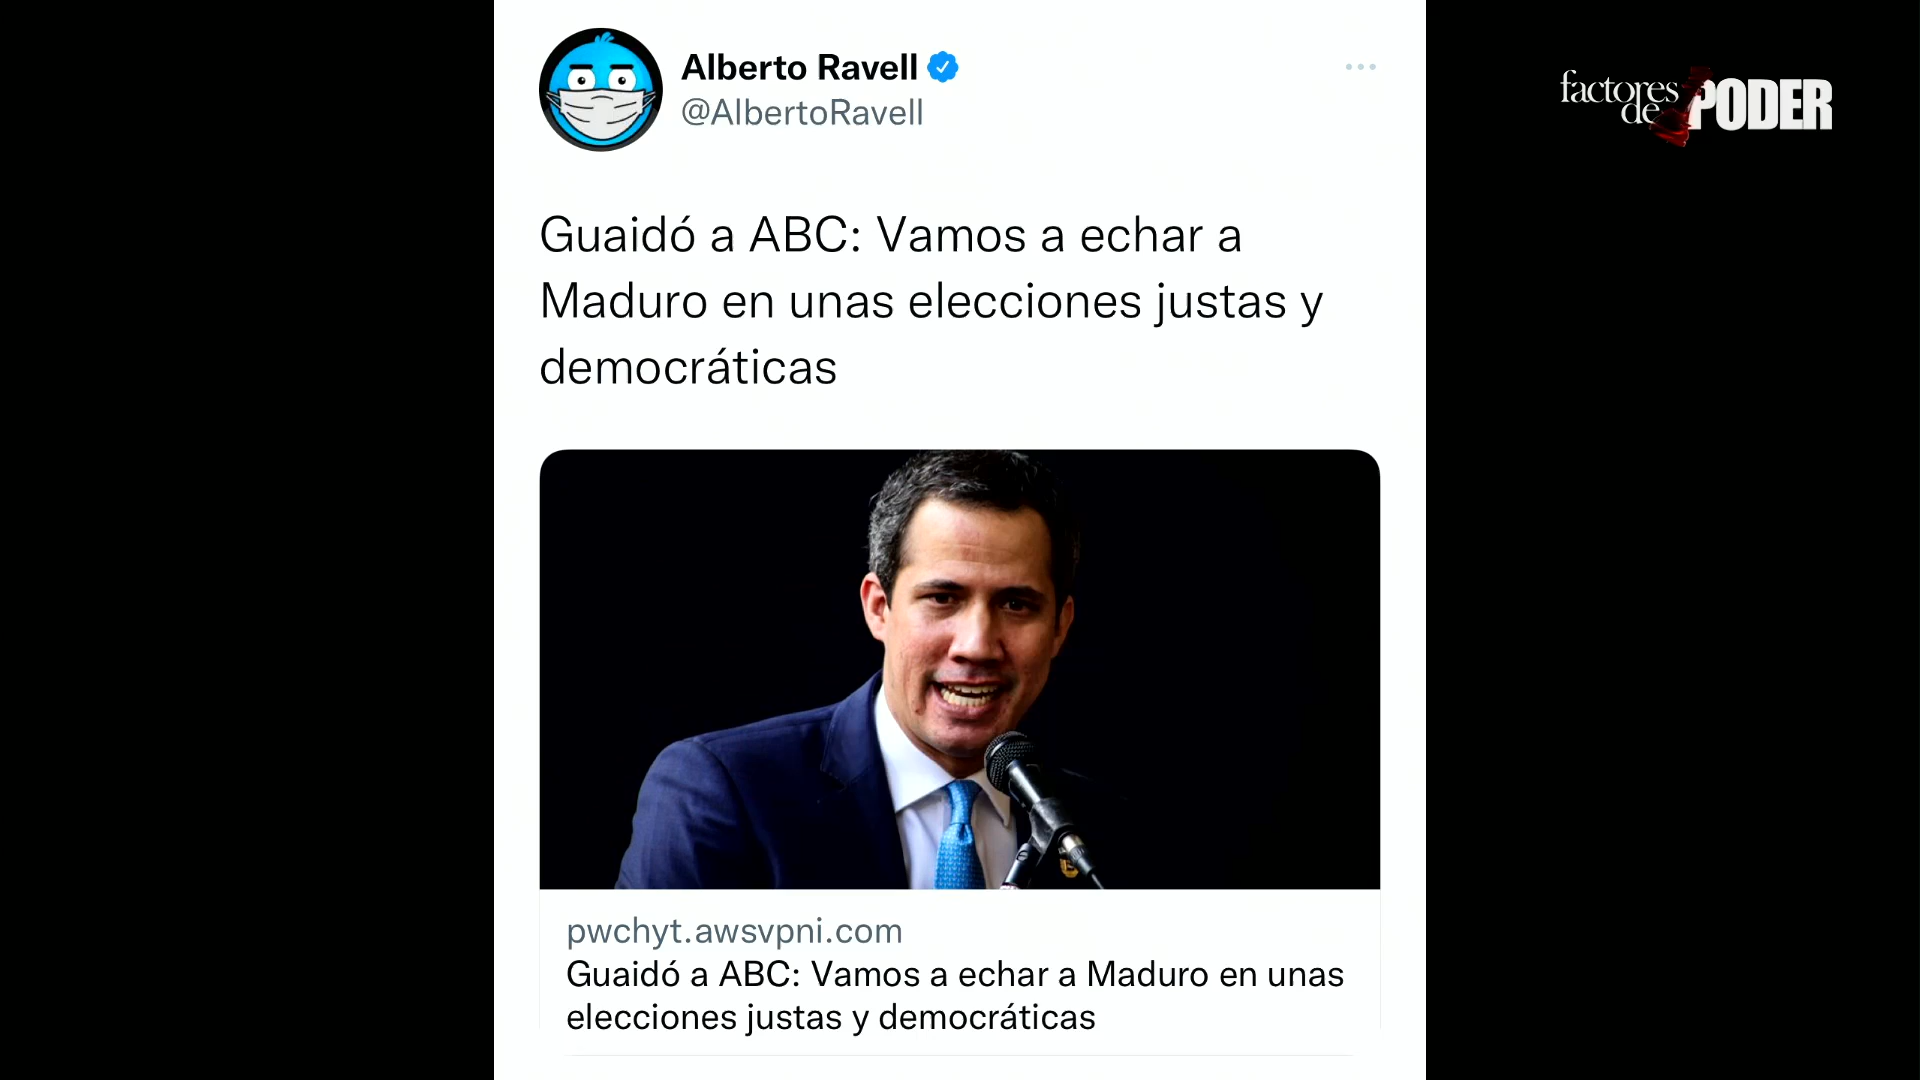 Alberto Ravell
@AlbertoRavell
factores
de PODER
Guaidó a ABC: Vamos a echar a
Maduro en unas elecciones justas y
democráticas
pwchyt.awsvpni.com
Guaidó a ABC: Vamos a echar a Maduro en unas
elecciones justas y democráticas